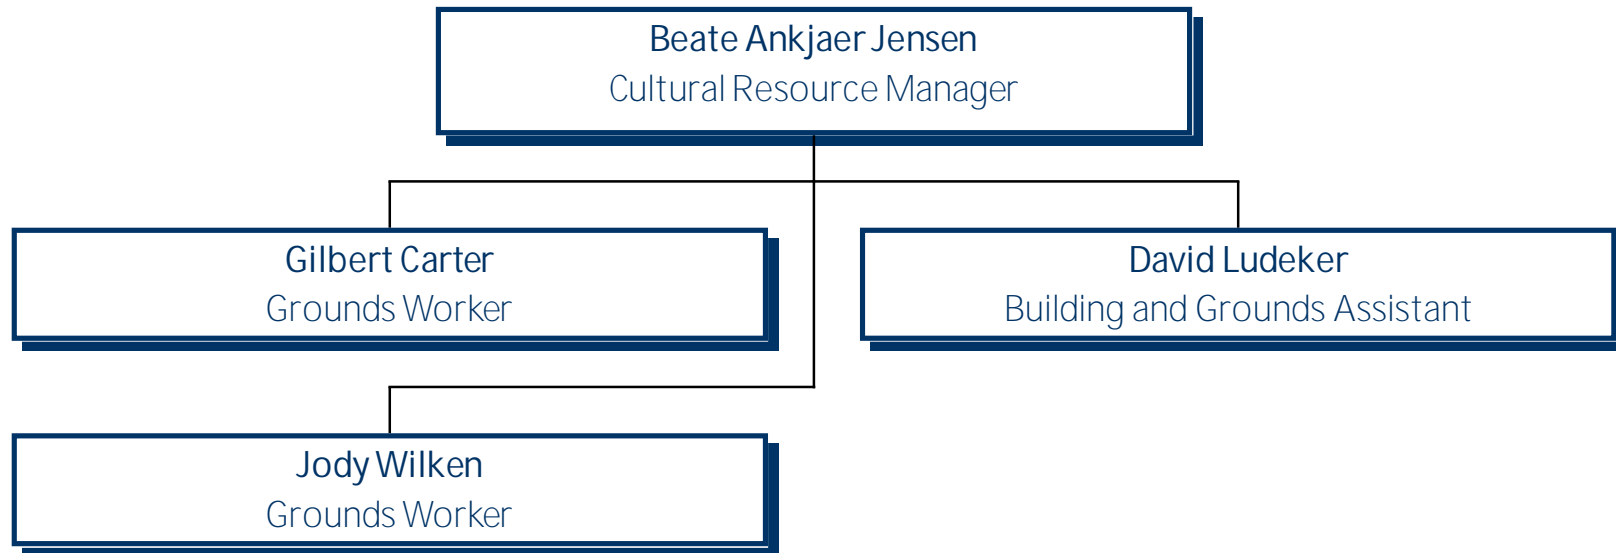 Beate Ankjaer Jensen
Cultural Resource Manager
Gilbert Carter
Grounds Worker
David Ludeker
Building and Grounds Assistant
Jody Wilken
Grounds Worker